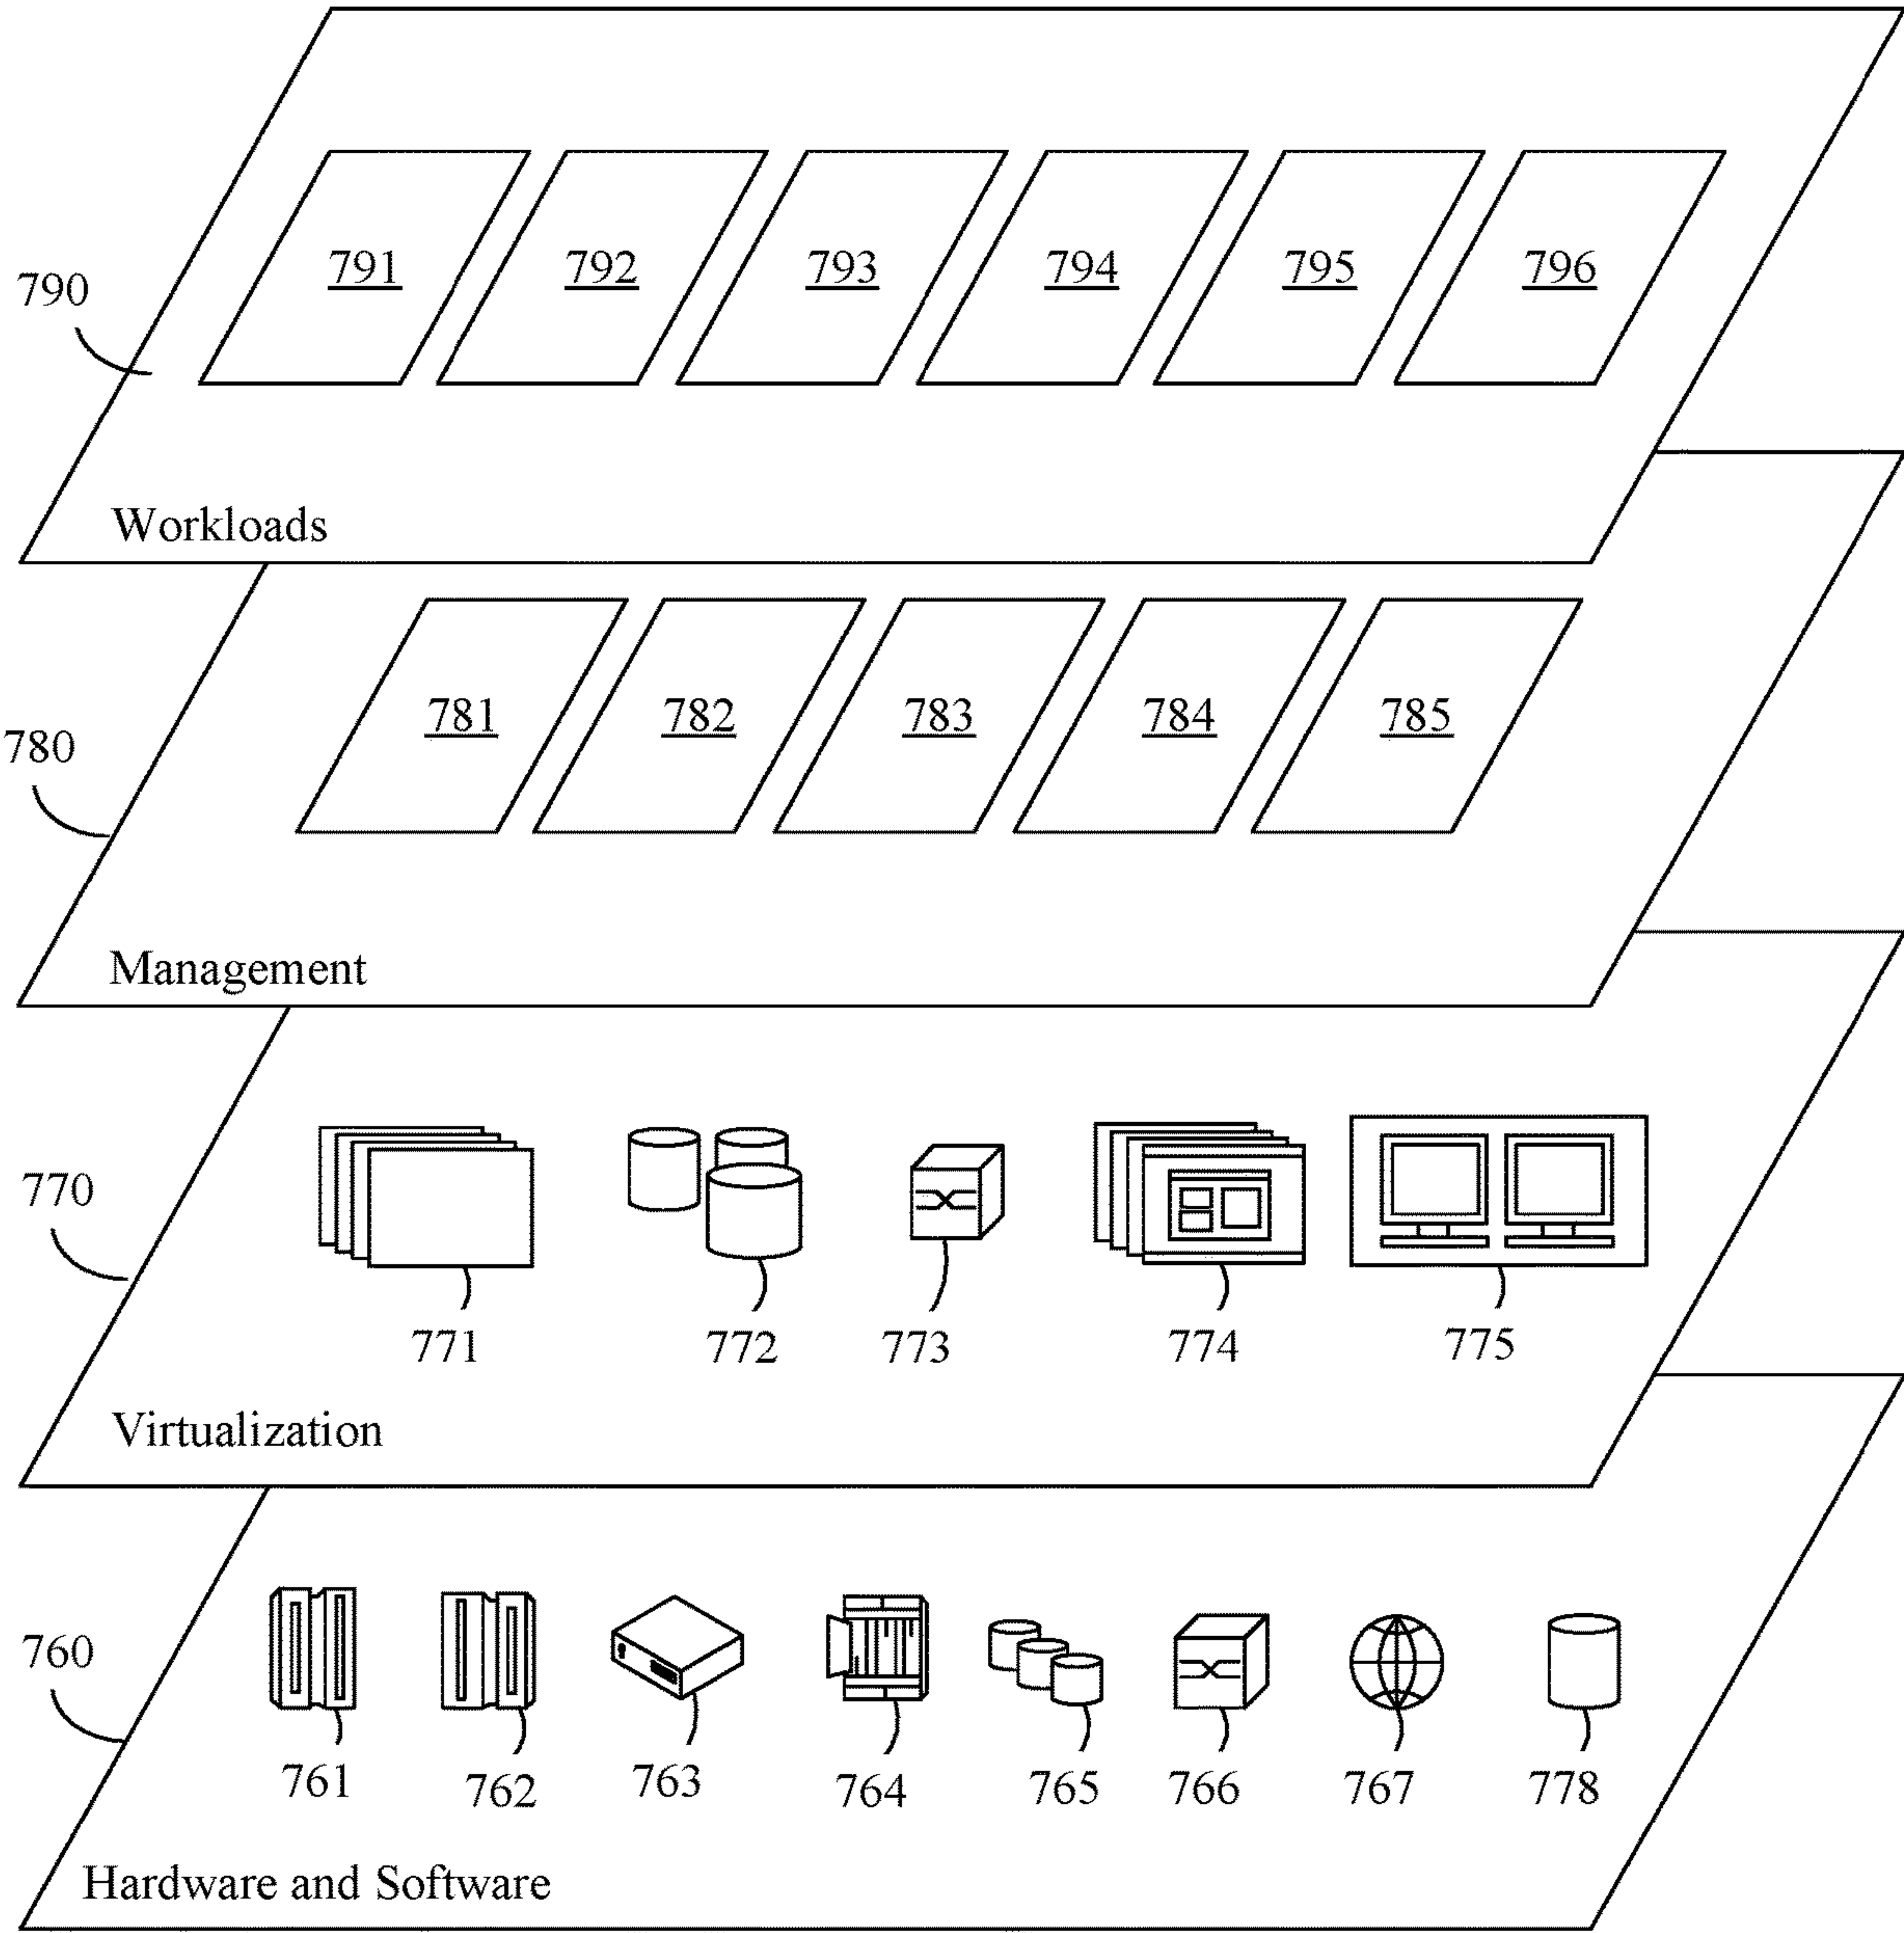 791 792 793 794 795 796
790
Workloads
781 782 783 784 785
780
Management
770
771 772 773 774 775
Virtualization
760
761 762 763 764 765 766 767 778
Hardware and Software